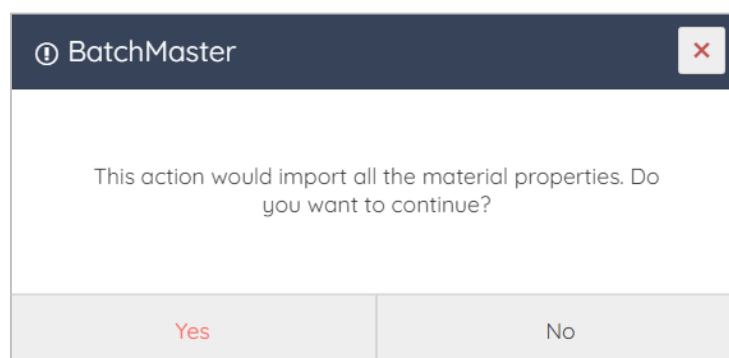 BatchMaster
This action would import all the material properties. Do
you want to continue?
Yes
No